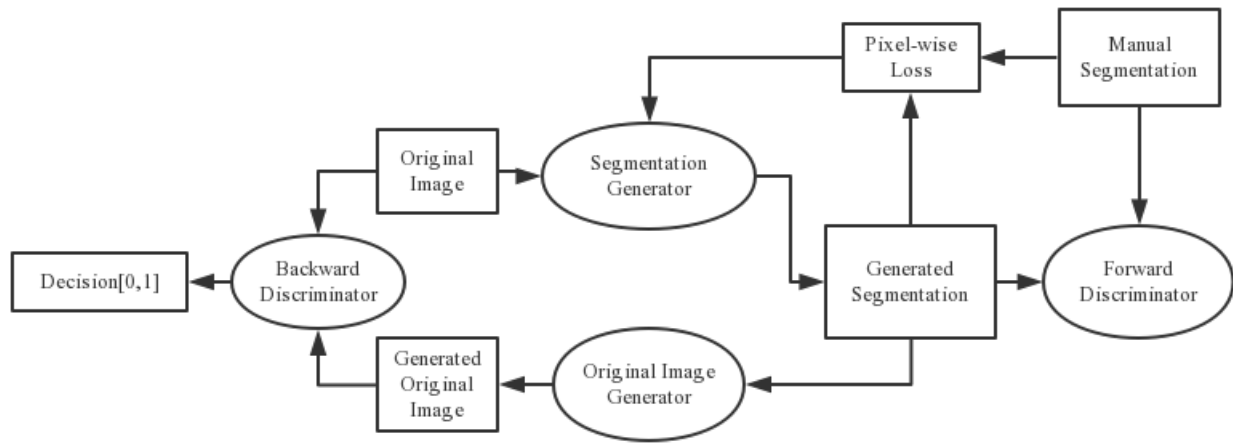 Pixel-wise
Loss
Manual
Segmentation
Original
Image
Segmentation
Generator
Decision[0,1]
Backward
Discriminator
Generated
Segmentation
Forward
Discriminator
Generated
Original
Image
Original Image
Generator